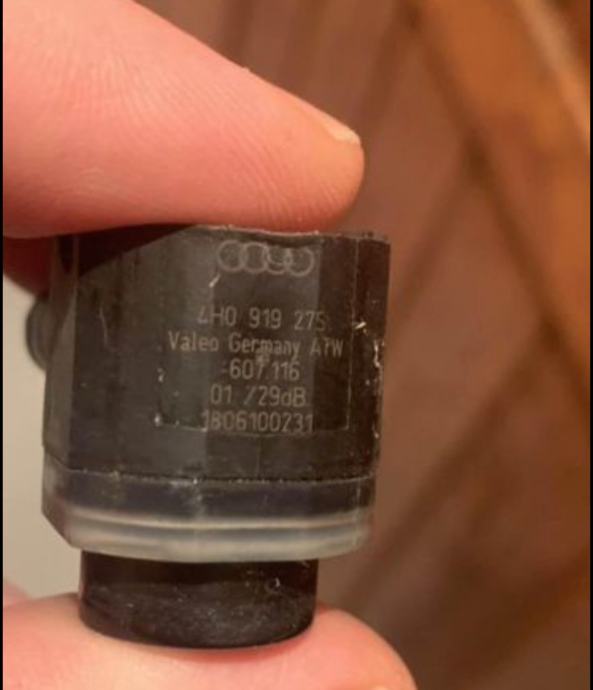 4H0 919 275
Valeo Germany A7W
-607.116
01 /29dB
1806100231